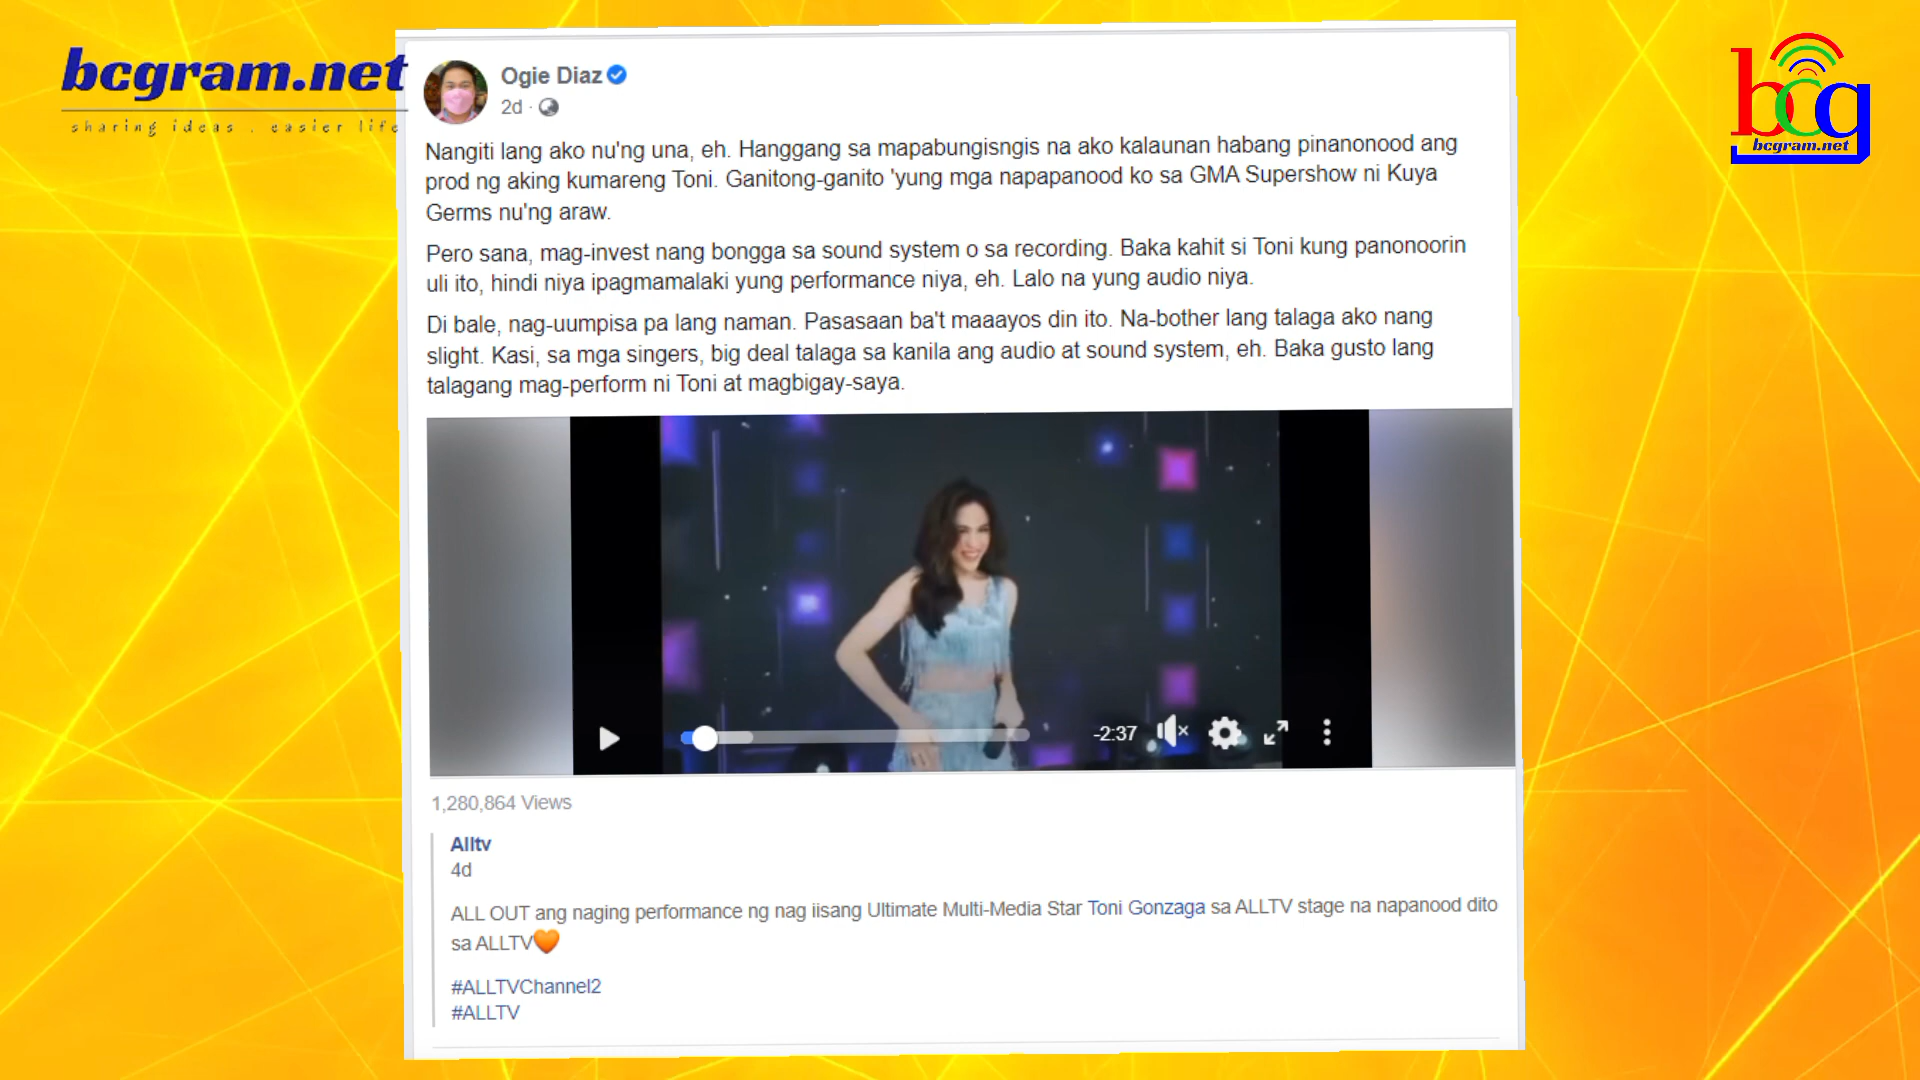 bcgram.net
sharing ideas . easier life
bcg
bcgram.net
Ogie Diaz
2d ·
Nangiti lang ako nu'ng una, eh. Hanggang sa mapabungisngis na ako kalaunan habang pinanonood ang
prod ng aking kumareng Toni. Ganitong-ganito 'yung mga napapanood ko sa GMA Supershow ni Kuya
Germs nu'ng araw.
Pero sana, mag-invest nang bongga sa sound system o sa recording. Baka kahit si Toni kung panonoorin
uli ito, hindi niya ipagmamalaki yung performance niya, eh. Lalo na yung audio niya.
Di bale, nag-uumpisa pa lang naman. Pasasaan ba't maaayos din ito. Na-bother lang talaga ako nang
slight. Kasi, sa mga singers, big deal talaga sa kanila ang audio at sound system, eh. Baka gusto lang
talagang mag-perform ni Toni at magbigay-saya.
-2:37
1,280,864 Views
Alltv
4d
ALL OUT ang naging performance ng nag iisang Ultimate Multi-Media Star Toni Gonzaga sa ALLTV stage na napanood dito
sa ALLTV🧡
#ALLTVChannel2
#ALLTV